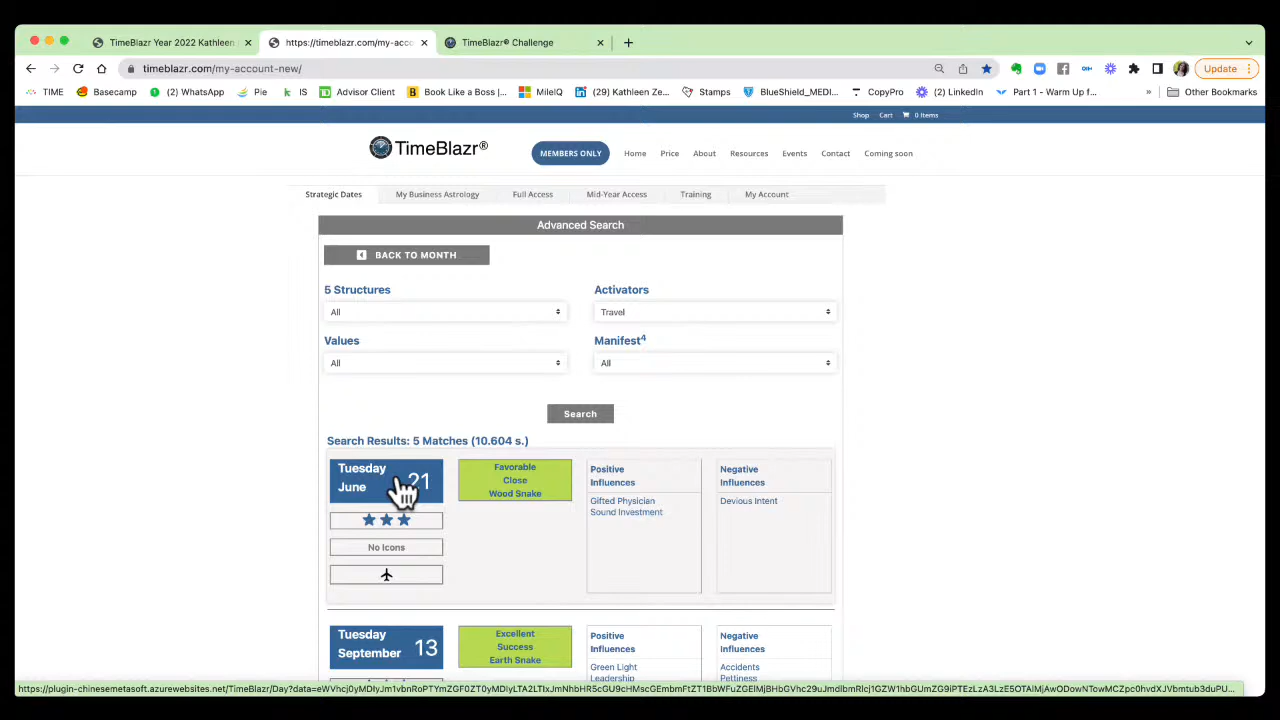 TimeBlazr Year 2022 Kathleen
https://timeblazr.com/my-acco
TimeBlazr® Challenge
timeblazr.com/my-account-new/
Update
TIME
Basecamp
(2) WhatsApp
Pie
IS
Advisor Client
Book Like a Boss |...
MileIQ
(29) Kathleen Ze...
Stamps
BlueShield_MEDI...
CopyPro
(2) LinkedIn
Part 1 - Warm Up f...
Other Bookmarks
Shop Cart 0 Items
TimeBlazr®
MEMBERS ONLY
Home Price About Resources Events Contact Coming soon
Strategic Dates My Business Astrology Full Access Mid-Year Access Training My Account
Advanced Search
BACK TO MONTH
5 Structures
All
Activators
Travel
Values
All
Manifest⁴
All
Search
Search Results: 5 Matches (10.604 s.)
Tuesday
June 21
No Icons
Favorable
Close
Wood Snake
Positive
Influences
Gifted Physician
Sound Investment
Negative
Influences
Devious Intent
Tuesday
September 13
Excellent
Success
Earth Snake
Positive
Influences
Green Light
Leadership
Negative
Influences
Accidents
Pettiness